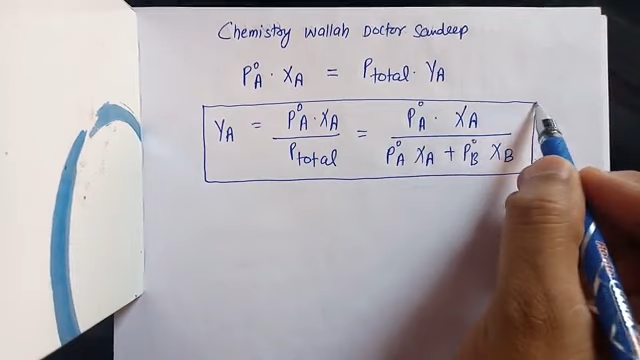 Chemistry wallah Doctor Sandeep
P°A · XA = Ptotal · YA
YA = P°A · XA / Ptotal = P°A · XA / P°A XA + P°B XB